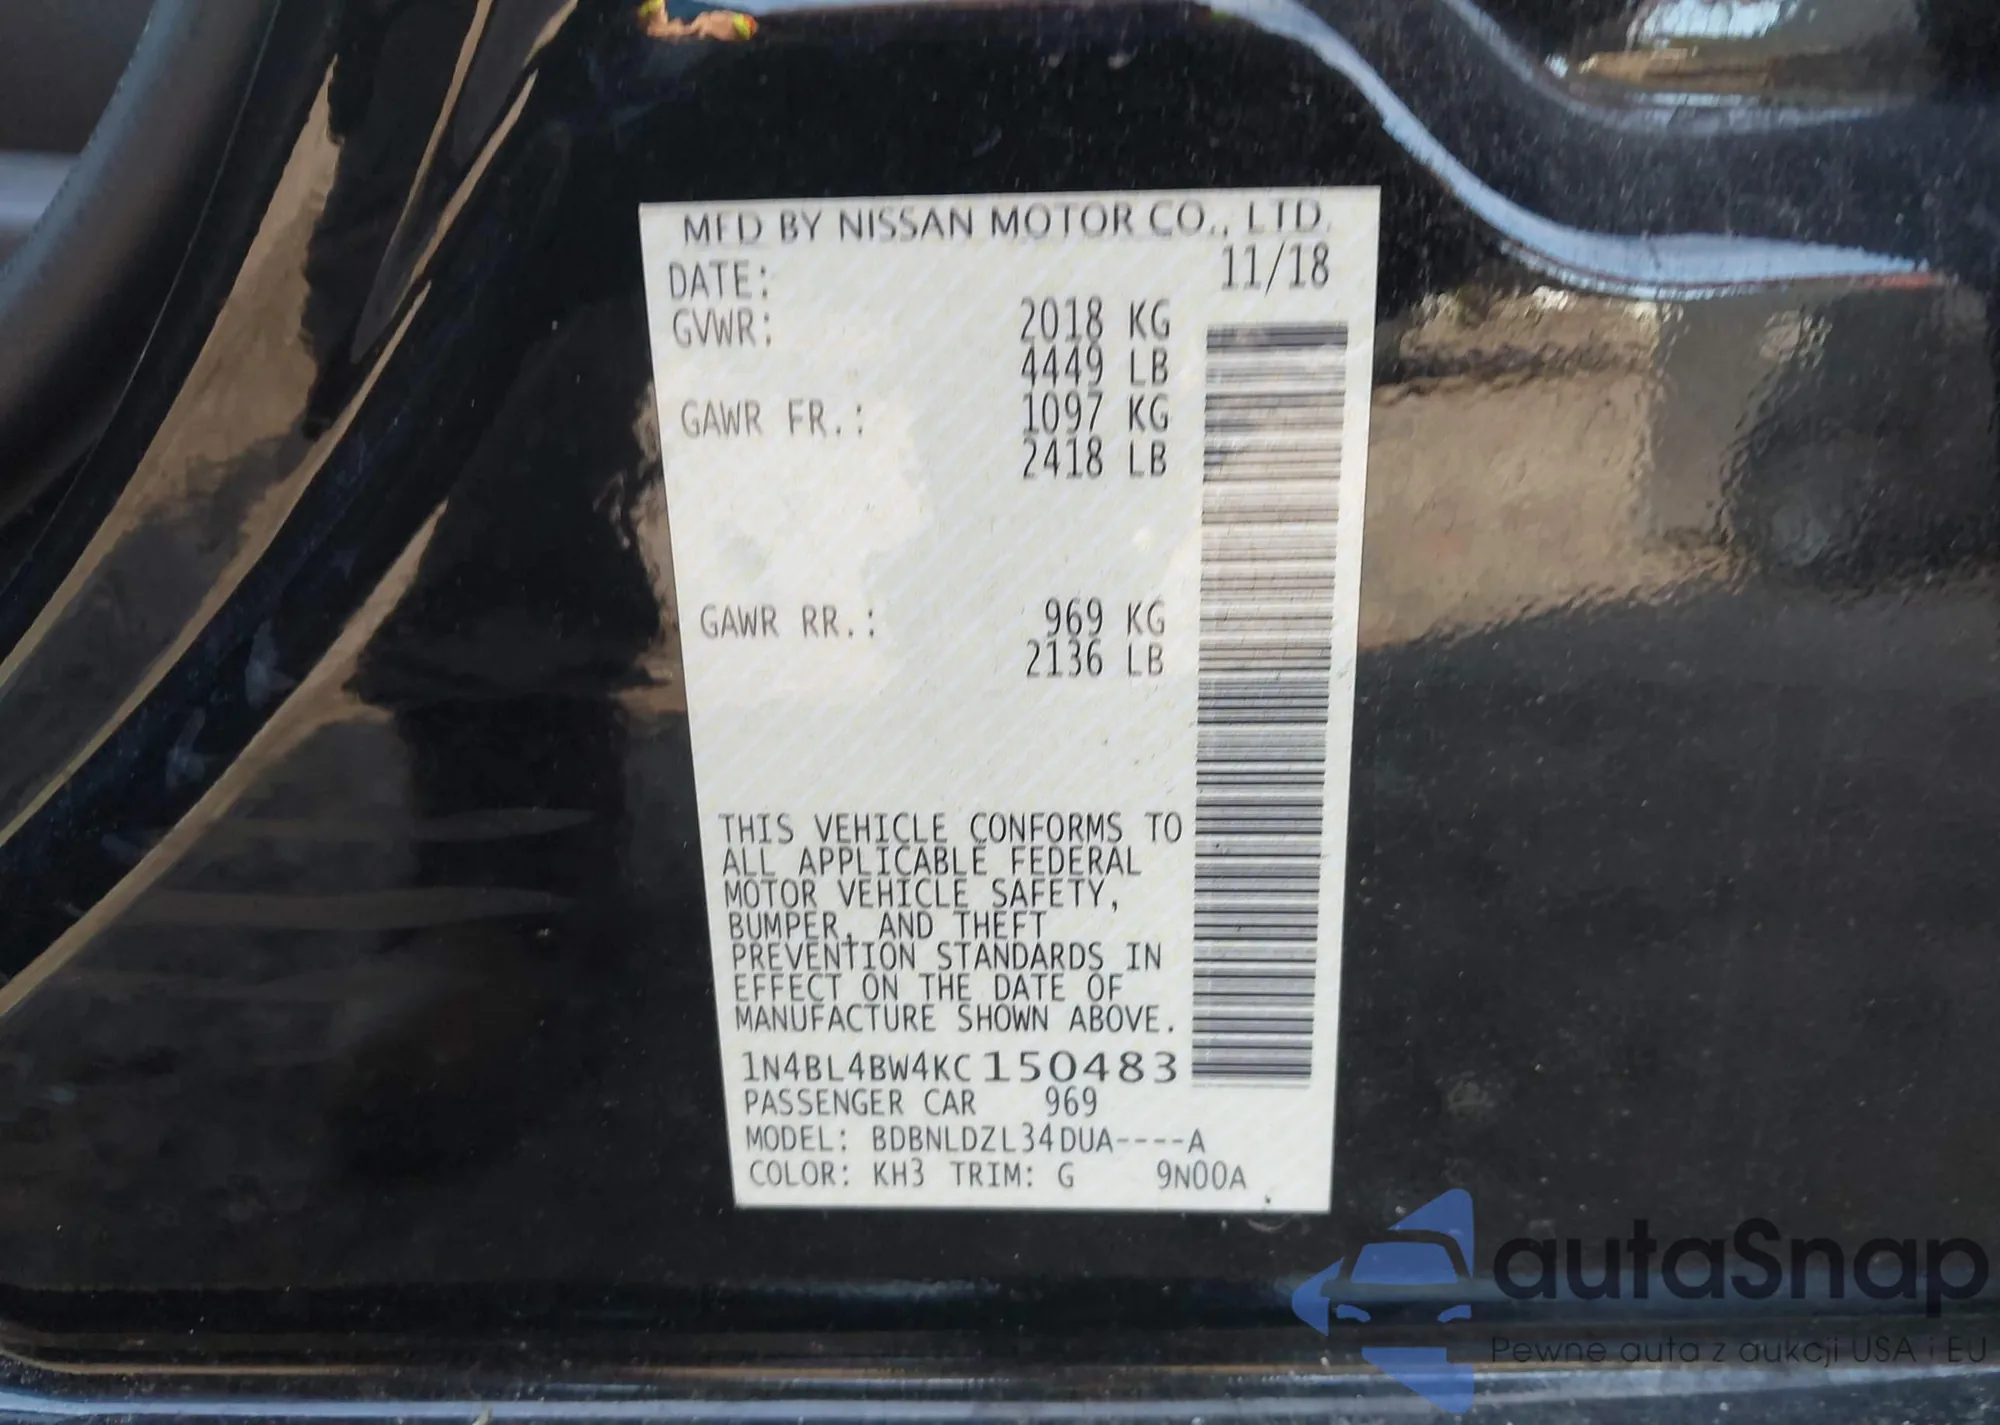 MFD BY NISSAN MOTOR CO., LTD.
DATE: 11/18
GVWR: 2018 KG
4449 LB
GAWR FR.: 1097 KG
2418 LB
GAWR RR.: 969 KG
2136 LB
THIS VEHICLE CONFORMS TO
ALL APPLICABLE FEDERAL
MOTOR VEHICLE SAFETY,
BUMPER, AND THEFT
PREVENTION STANDARDS IN
EFFECT ON THE DATE OF
MANUFACTURE SHOWN ABOVE.
1N4BL4BW4KC150483
PASSENGER CAR 969
MODEL: BDBNLDZL34DUA----A
COLOR: KH3 TRIM: G 9N00A
autaSnap
Pewne auta z aukcji USA i EU